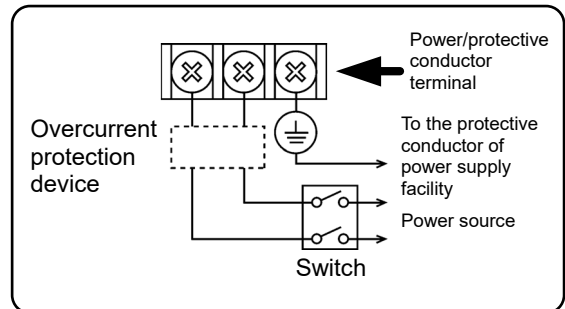 Power/protective
conductor
terminal
Overcurrent
protection
device
To the protective
conductor of
power supply
facility
Power source
Switch